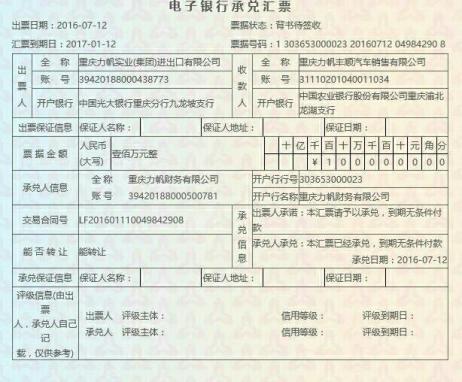 电子银行承兑汇票
出票日期：2016-07-12 票据状态：背书待签收
汇票到期日：2017-01-12 票据号码：1 303653000023 20160712 04984290 8
出票人 全 称 重庆力帆实业(集团)进出口有限公司 收款人 全 称 重庆力帆丰顺汽车销售有限公司
账 号 39420188000438773 账 号 31110201040011034
开户银行 中国光大银行重庆分行九龙坡支行 开户银行 中国农业银行股份有限公司重庆渝北
龙湖支行
出票保证信息 保证人名称： 保证人地址： 保证日期：
票据金额 人民币
(大写) 壹佰万元整 十 亿 千 百 十 万 千 百 十 元 角 分
¥ 1 0 0 0 0 0 0 0 0
承兑人信息 全 称 重庆力帆财务有限公司 开户行行号 303653000023
账 号 39420188000500781 开户行名称 重庆力帆财务有限公司
交易合同号 LF201601110049842908 承兑信息 出票人承诺：本汇票请予以承兑，到期无条件付
款
能否转让 能转让 承兑人承兑：本汇票已经承兑，到期无条件付款
承兑日期：2016-07-12
承兑保证信息 保证人名称： 保证人地址： 保证日期：
评级信息(由出
票
人，承兑人自己
记
载，仅供参考)
出票人 评级主体： 信用等级： 评级到期日：
承兑人 评级主体： 信用等级： 评级到期日：